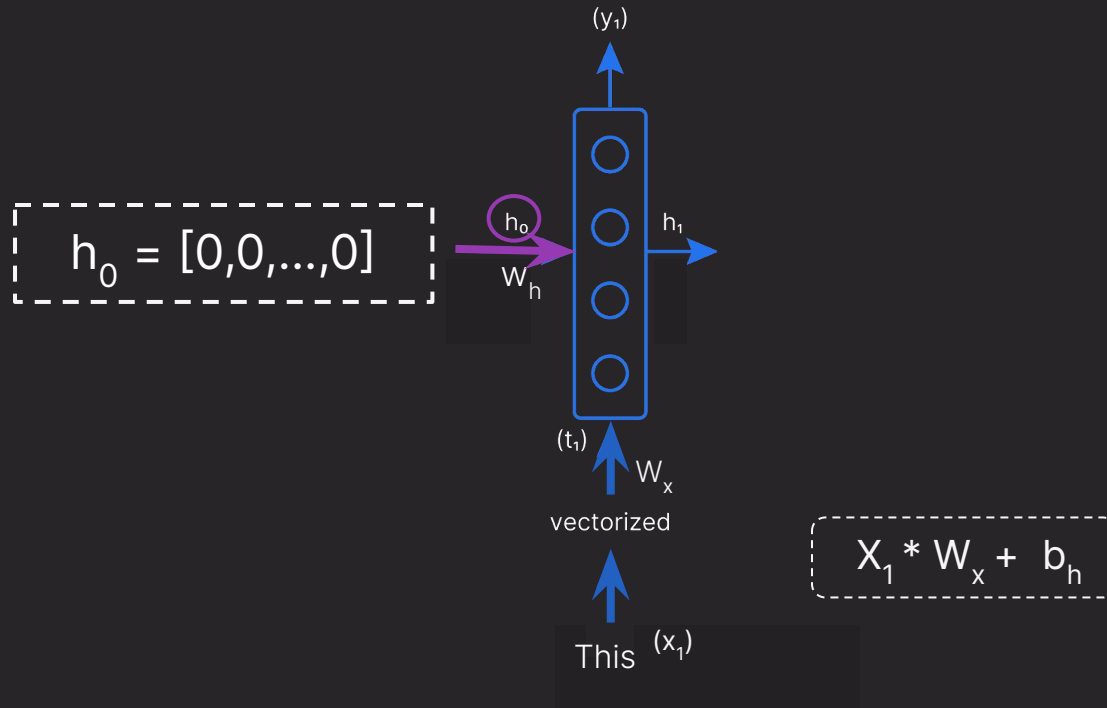 (y₁)
h₀
h₁
h₀ = [0,0,...,0]
Wₕ
(t₁)
Wₓ
vectorized
X₁ * Wₓ + bₕ
This (x₁)